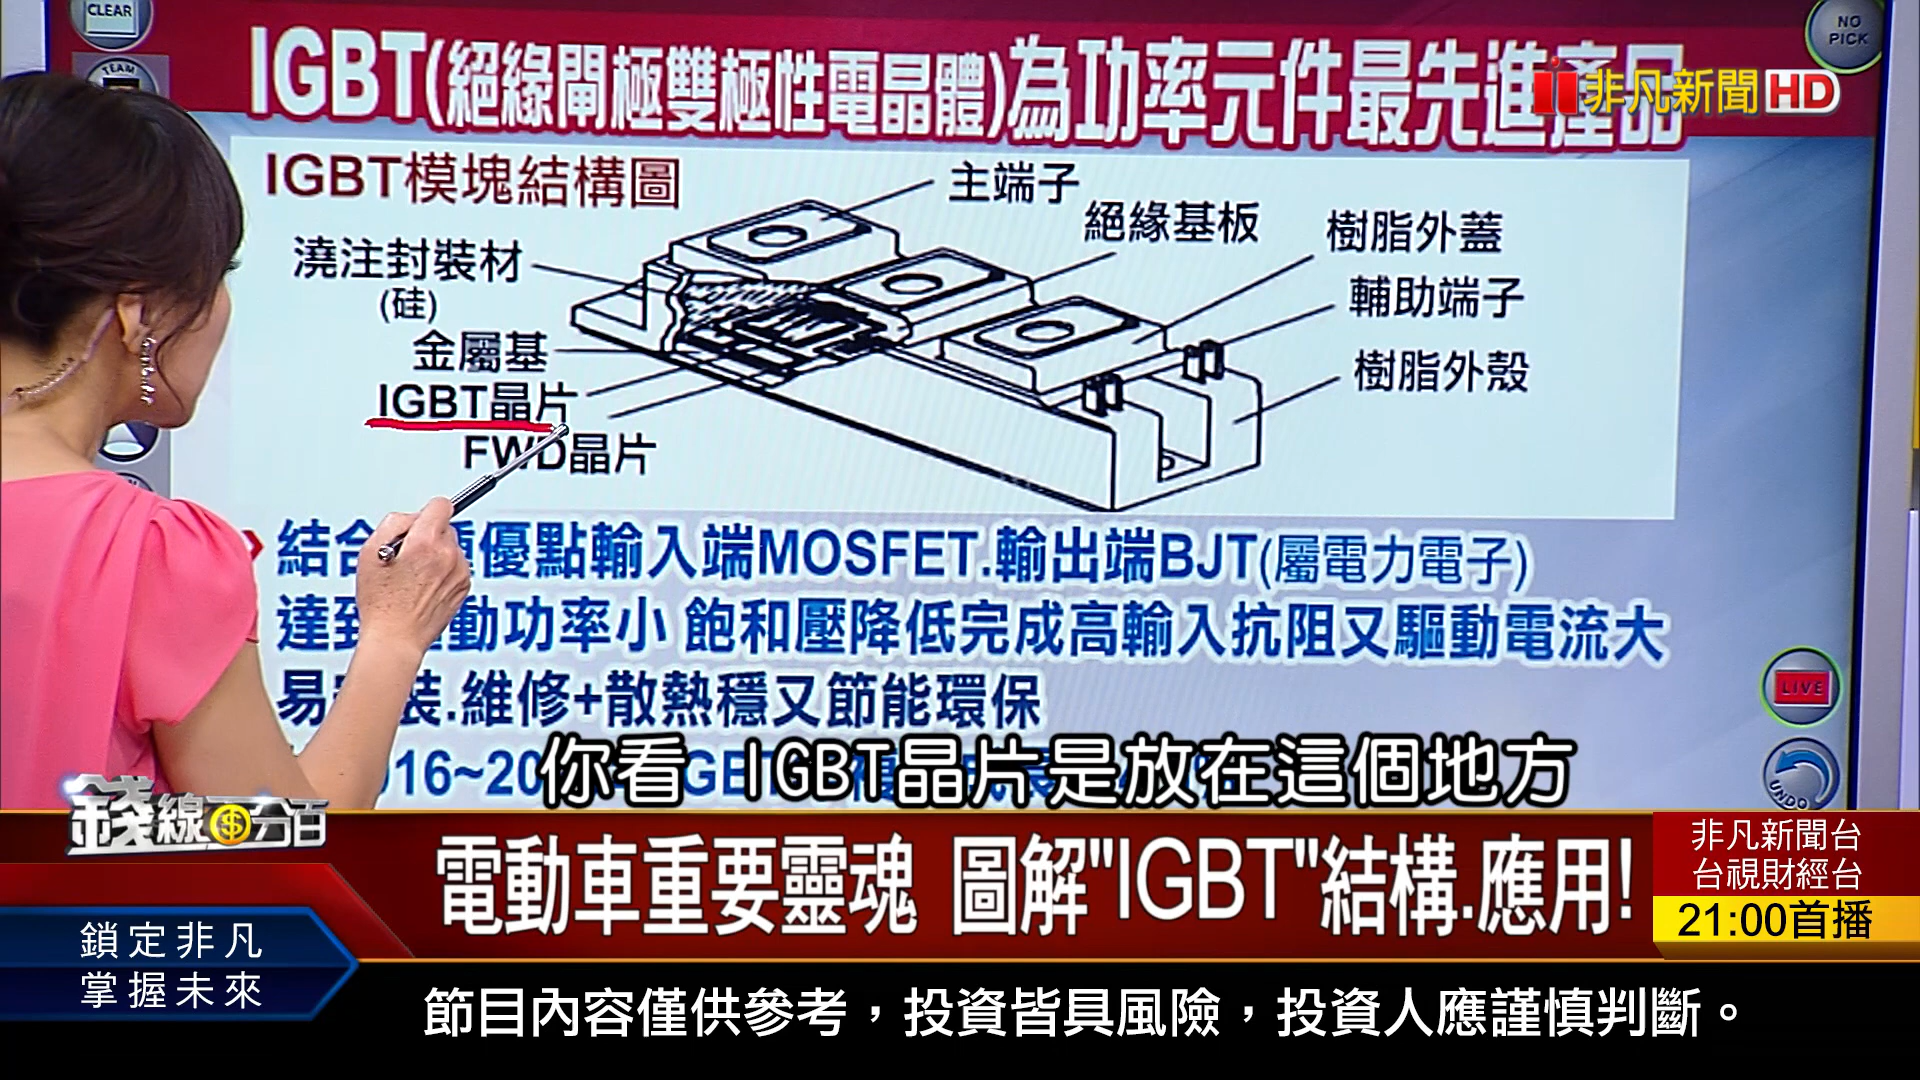 CLEAR
TEAM
NO
PICK
IGBT(絕緣閘極雙極性電晶體)為功率元件最先進產品
非凡新聞HD
IGBT模塊結構圖
主端子
絕緣基板
樹脂外蓋
澆注封裝材
(硅)
輔助端子
金屬基
樹脂外殼
IGBT晶片
FWD晶片
結合 優點輸入端MOSFET.輸出端BJT(屬電力電子)
達到 動功率小 飽和壓降低完成高輸入抗阻又驅動電流大
易安裝.維修+散熱穩又節能環保
LIVE
UNDO
你看 IGBT晶片是放在這個地方
錢線百分百
電動車重要靈魂 圖解"IGBT"結構.應用!
非凡新聞台
台視財經台
21:00首播
鎖定非凡
掌握未來
節目內容僅供參考，投資皆具風險，投資人應謹慎判斷。